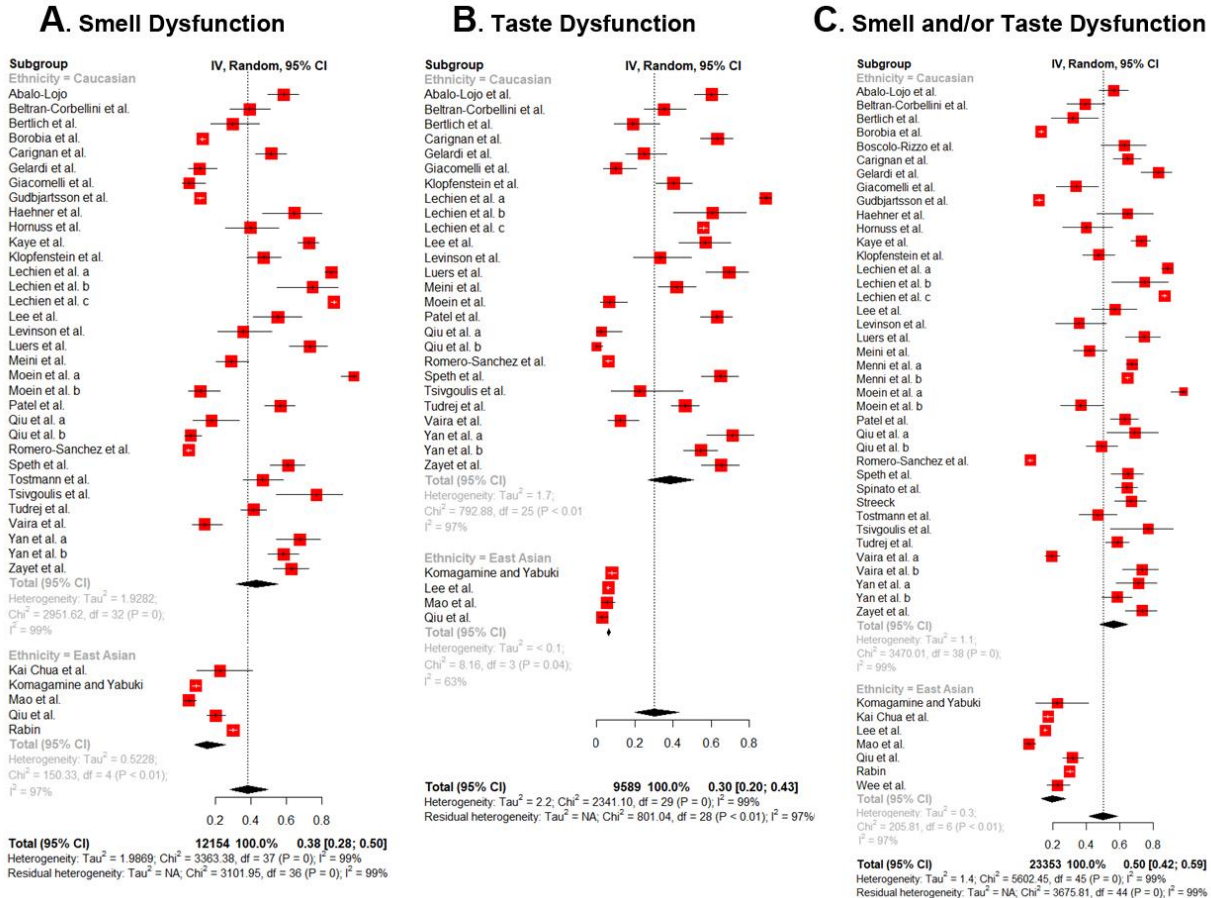 A. Smell Dysfunction
Subgroup IV, Random, 95% CI
Ethnicity = Caucasian
Abalo-Lojo
Beltran-Corbellini et al.
Bertlich et al.
Borobia et al.
Carignan et al.
Gelardi et al.
Giacomelli et al.
Gudbjartsson et al.
Haehner et al.
Hornuss et al.
Kaye et al.
Klopfenstein et al.
Lechien et al. a
Lechien et al. b
Lechien et al. c
Lee et al.
Levinson et al.
Luers et al.
Meini et al.
Moein et al. a
Moein et al. b
Patel et al.
Qiu et al. a
Qiu et al. b
Romero-Sanchez et al.
Speth et al.
Tostmann et al.
Tsivgoulis et al.
Tudrej et al.
Vaira et al.
Yan et al. a
Yan et al. b
Zayet et al.
Total (95% CI)
Heterogeneity: Tau² = 1.9282;
Chi² = 2951.62, df = 32 (P = 0);
I² = 99%
Ethnicity = East Asian
Kai Chua et al.
Komagamine and Yabuki
Mao et al.
Qiu et al.
Rabin
Total (95% CI)
Heterogeneity: Tau² = 0.5228;
Chi² = 150.33, df = 4 (P < 0.01);
I² = 97%
0.2 0.4 0.6 0.8
Total (95% CI) 12154 100.0% 0.38 [0.28; 0.50]
Heterogeneity: Tau² = 1.9869; Chi² = 3363.38, df = 37 (P = 0); I² = 99%
Residual heterogeneity: Tau² = NA; Chi² = 3101.95, df = 36 (P = 0); I² = 99%
B. Taste Dysfunction
Subgroup IV, Random, 95% CI
Ethnicity = Caucasian
Abalo-Lojo et al.
Beltran-Corbellini et al.
Bertlich et al.
Carignan et al.
Gelardi et al.
Giacomelli et al.
Klopfenstein et al.
Lechien et al. a
Lechien et al. b
Lechien et al. c
Lee et al.
Levinson et al.
Luers et al.
Meini et al.
Moein et al.
Patel et al.
Qiu et al. a
Qiu et al. b
Romero-Sanchez et al.
Speth et al.
Tsivgoulis et al.
Tudrej et al.
Vaira et al.
Yan et al. a
Yan et al. b
Zayet et al.
Total (95% CI)
Heterogeneity: Tau² = 1.7;
Chi² = 792.88, df = 25 (P < 0.01
I² = 97%
Ethnicity = East Asian
Komagamine and Yabuki
Lee et al.
Mao et al.
Qiu et al.
Total (95% CI)
Heterogeneity: Tau² = < 0.1;
Chi² = 8.16, df = 3 (P = 0.04);
I² = 63%
0 0.2 0.4 0.6 0.8
Total (95% CI) 9589 100.0% 0.30 [0.20; 0.43]
Heterogeneity: Tau² = 2.2; Chi² = 2341.10, df = 29 (P = 0); I² = 99%
Residual heterogeneity: Tau² = NA; Chi² = 801.04, df = 28 (P < 0.01); I² = 97%
C. Smell and/or Taste Dysfunction
Subgroup IV, Random, 95% CI
Ethnicity = Caucasian
Abalo-Lojo et al.
Beltran-Corbellini et al.
Bertlich et al.
Borobia et al.
Boscolo-Rizzo et al.
Carignan et al.
Gelardi et al.
Giacomelli et al.
Gudbjartsson et al.
Haehner et al.
Hornuss et al.
Kaye et al.
Klopfenstein et al.
Lechien et al. a
Lechien et al. b
Lechien et al. c
Lee et al.
Levinson et al.
Luers et al.
Meini et al.
Menni et al. a
Menni et al. b
Moein et al. a
Moein et al. b
Patel et al.
Qiu et al. a
Qiu et al. b
Romero-Sanchez et al.
Speth et al.
Spinato et al.
Streeck
Tostmann et al.
Tsivgoulis et al.
Tudrej et al.
Vaira et al. a
Vaira et al. b
Yan et al. a
Yan et al. b
Zayet et al.
Total (95% CI)
Heterogeneity: Tau² = 1.1;
Chi² = 3470.01, df = 38 (P = 0);
I² = 99%
Ethnicity = East Asian
Komagamine and Yabuki
Kai Chua et al.
Lee et al.
Mao et al.
Qiu et al.
Rabin
Wee et al.
Total (95% CI)
Heterogeneity: Tau² = 0.3;
Chi² = 205.81, df = 6 (P < 0.01);
I² = 97%
0.2 0.4 0.6 0.8
Total (95% CI) 23353 100.0% 0.50 [0.42; 0.59]
Heterogeneity: Tau² = 1.4; Chi² = 5602.45, df = 45 (P = 0); I² = 99%
Residual heterogeneity: Tau² = NA; Chi² = 3675.81, df = 44 (P = 0); I² = 99%